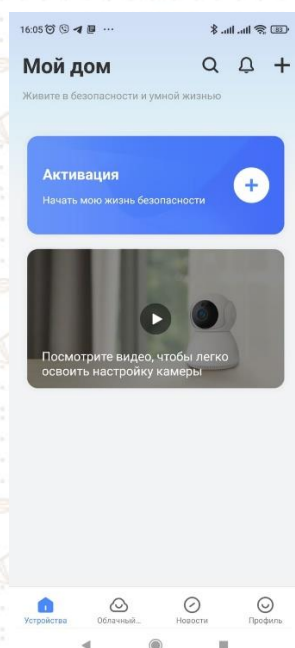 16:05
Мой дом
Живите в безопасности и умной жизнью
Активация
Начать мою жизнь безопасности
Посмотрите видео, чтобы легко
освоить настройку камеры
Устройства Облачный... Новости Профиль